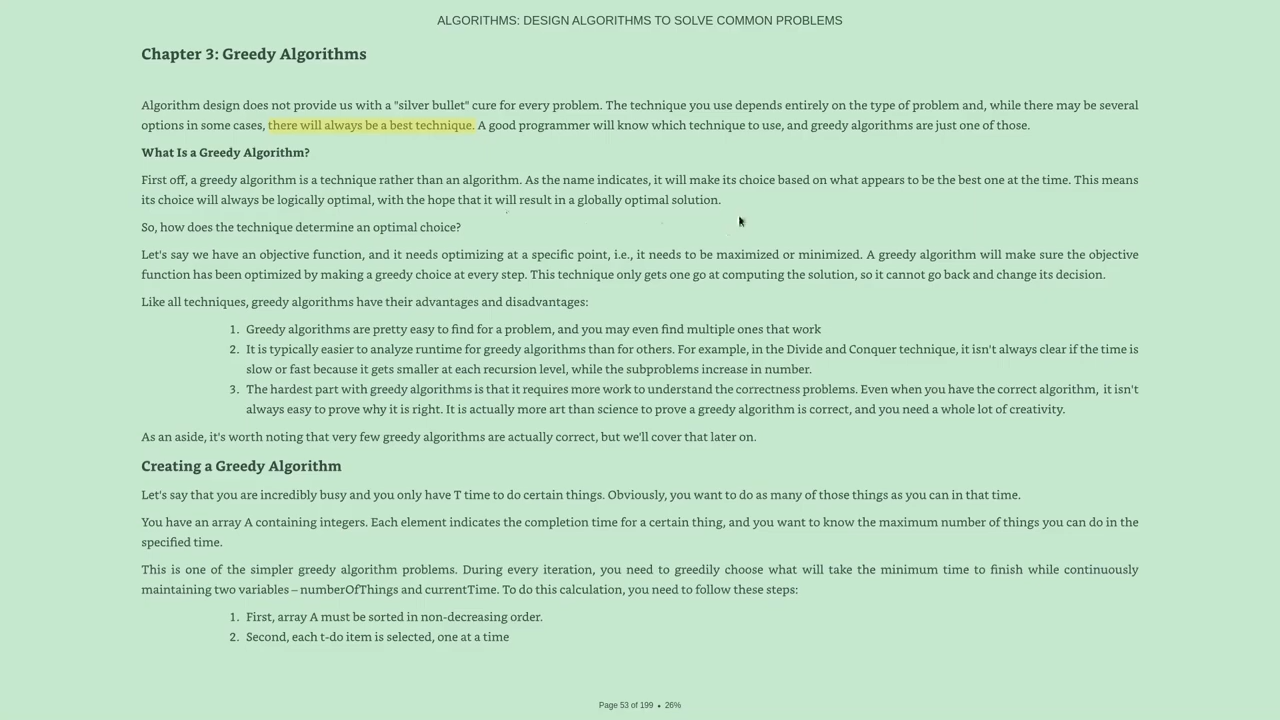 ALGORITHMS: DESIGN ALGORITHMS TO SOLVE COMMON PROBLEMS
Chapter 3: Greedy Algorithms
Algorithm design does not provide us with a "silver bullet" cure for every problem. The technique you use depends entirely on the type of problem and, while there may be several
options in some cases, there will always be a best technique. A good programmer will know which technique to use, and greedy algorithms are just one of those.
What Is a Greedy Algorithm?
First off, a greedy algorithm is a technique rather than an algorithm. As the name indicates, it will make its choice based on what appears to be the best one at the time. This means
its choice will always be logically optimal, with the hope that it will result in a globally optimal solution.
So, how does the technique determine an optimal choice?
Let's say we have an objective function, and it needs optimizing at a specific point, i.e., it needs to be maximized or minimized. A greedy algorithm will make sure the objective
function has been optimized by making a greedy choice at every step. This technique only gets one go at computing the solution, so it cannot go back and change its decision.
Like all techniques, greedy algorithms have their advantages and disadvantages:
1. Greedy algorithms are pretty easy to find for a problem, and you may even find multiple ones that work
2. It is typically easier to analyze runtime for greedy algorithms than for others. For example, in the Divide and Conquer technique, it isn't always clear if the time is
slow or fast because it gets smaller at each recursion level, while the subproblems increase in number.
3. The hardest part with greedy algorithms is that it requires more work to understand the correctness problems. Even when you have the correct algorithm, it isn't
always easy to prove why it is right. It is actually more art than science to prove a greedy algorithm is correct, and you need a whole lot of creativity.
As an aside, it's worth noting that very few greedy algorithms are actually correct, but we'll cover that later on.
Creating a Greedy Algorithm
Let's say that you are incredibly busy and you only have T time to do certain things. Obviously, you want to do as many of those things as you can in that time.
You have an array A containing integers. Each element indicates the completion time for a certain thing, and you want to know the maximum number of things you can do in the
specified time.
This is one of the simpler greedy algorithm problems. During every iteration, you need to greedily choose what will take the minimum time to finish while continuously
maintaining two variables – numberOfThings and currentTime. To do this calculation, you need to follow these steps:
1. First, array A must be sorted in non-decreasing order.
2. Second, each t-do item is selected, one at a time
Page 53 of 199 • 26%